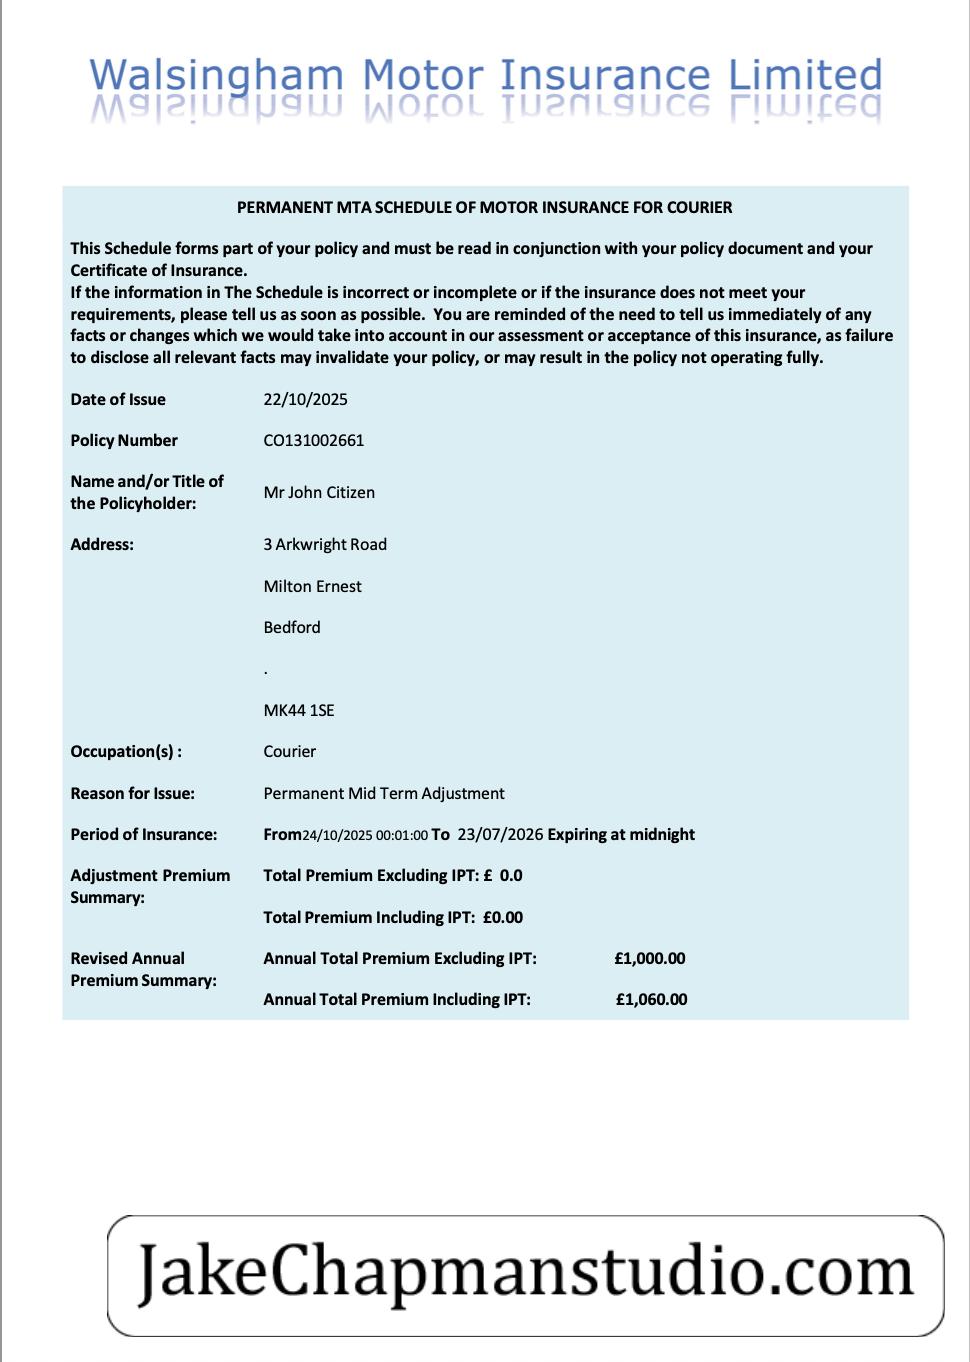 Walsingham Motor Insurance Limited
PERMANENT MTA SCHEDULE OF MOTOR INSURANCE FOR COURIER
This Schedule forms part of your policy and must be read in conjunction with your policy document and your
Certificate of Insurance.
If the information in The Schedule is incorrect or incomplete or if the insurance does not meet your
requirements, please tell us as soon as possible.  You are reminded of the need to tell us immediately of any
facts or changes which we would take into account in our assessment or acceptance of this insurance, as failure
to disclose all relevant facts may invalidate your policy, or may result in the policy not operating fully.
Date of Issue 22/10/2025
Policy Number CO131002661
Name and/or Title of
the Policyholder: Mr John Citizen
Address: 3 Arkwright Road
Milton Ernest
Bedford
.
MK44 1SE
Occupation(s) : Courier
Reason for Issue: Permanent Mid Term Adjustment
Period of Insurance: From24/10/2025 00:01:00 To  23/07/2026 Expiring at midnight
Adjustment Premium Total Premium Excluding IPT: £  0.0
Summary:
Total Premium Including IPT:  £0.00
Revised Annual Annual Total Premium Excluding IPT: £1,000.00
Premium Summary:
Annual Total Premium Including IPT: £1,060.00
JakeChapmanstudio.com